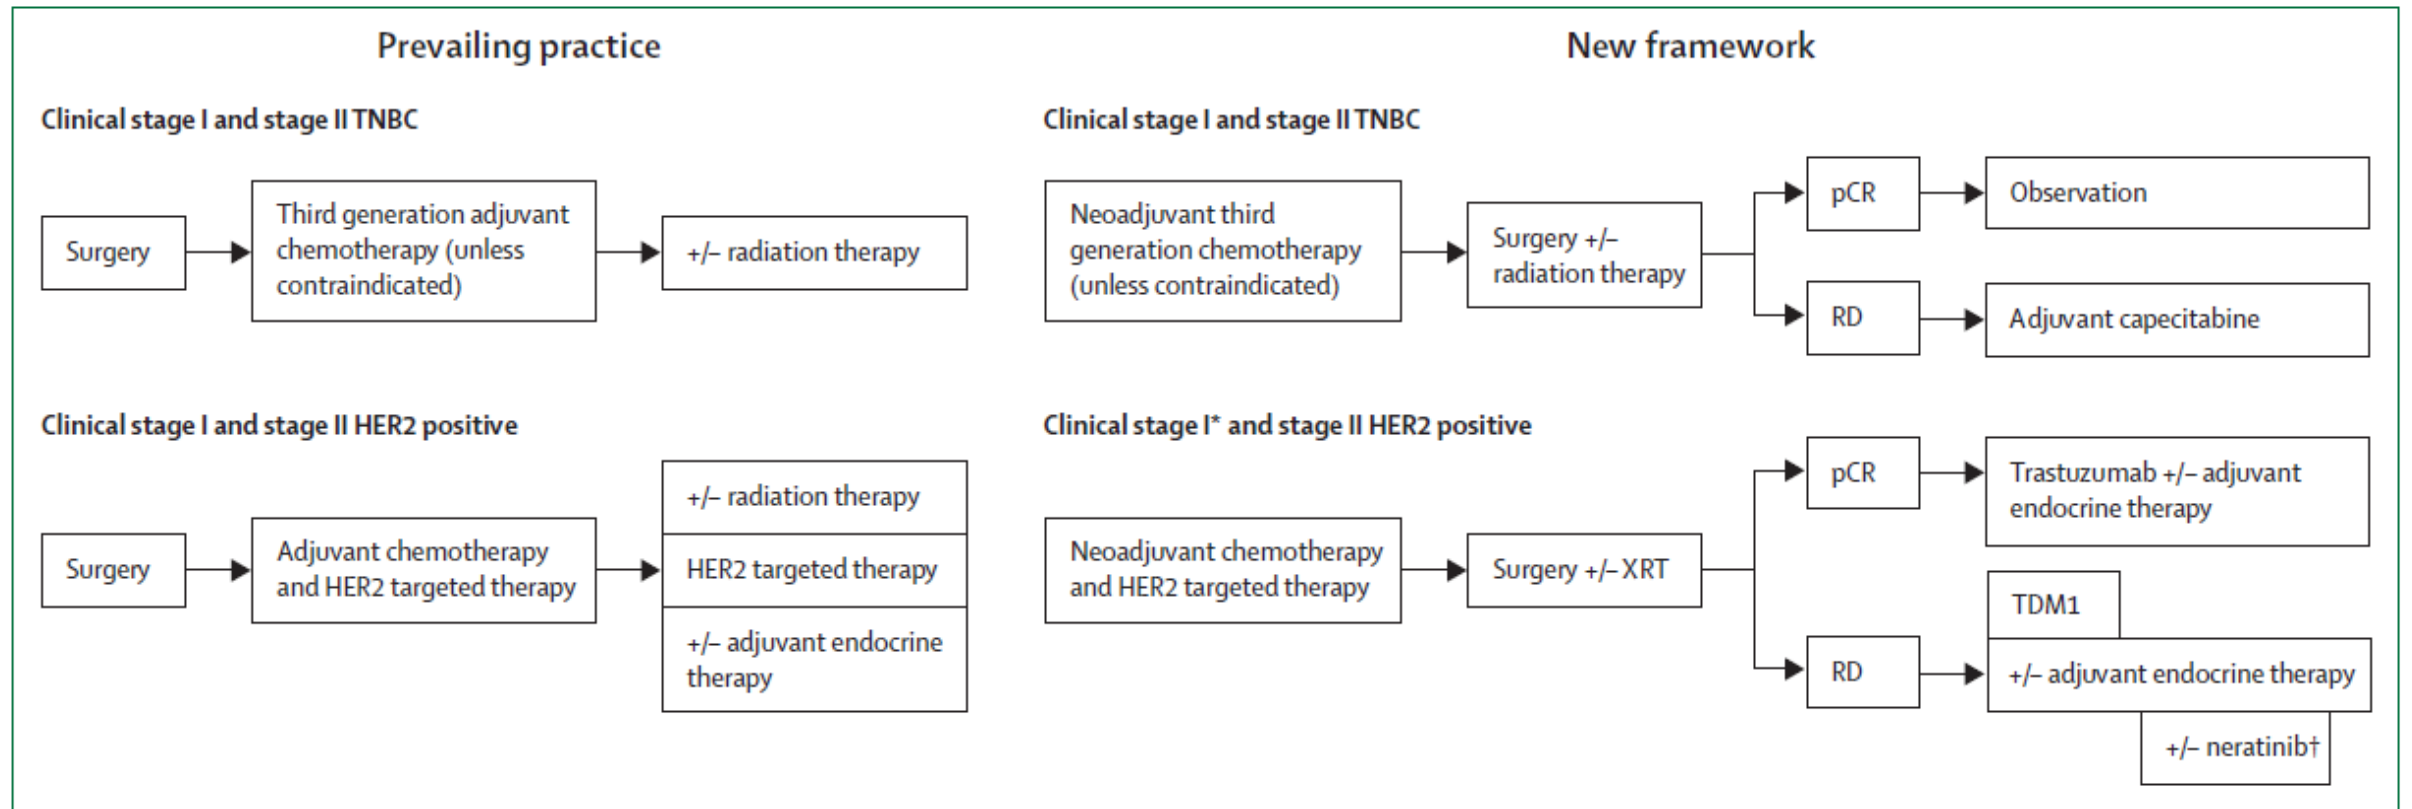 Prevailing practice
New framework
Clinical stage I and stage II TNBC
Surgery
Third generation adjuvant
chemotherapy (unless
contraindicated)
+/– radiation therapy
Clinical stage I and stage II TNBC
Neoadjuvant third
generation chemotherapy
(unless contraindicated)
Surgery +/–
radiation therapy
pCR
Observation
RD
Adjuvant capecitabine
Clinical stage I and stage II HER2 positive
Surgery
Adjuvant chemotherapy
and HER2 targeted therapy
+/– radiation therapy
HER2 targeted therapy
+/– adjuvant endocrine
therapy
Clinical stage I* and stage II HER2 positive
Neoadjuvant chemotherapy
and HER2 targeted therapy
Surgery +/– XRT
pCR
Trastuzumab +/– adjuvant
endocrine therapy
RD
TDM1
+/– adjuvant endocrine therapy
+/– neratinib†